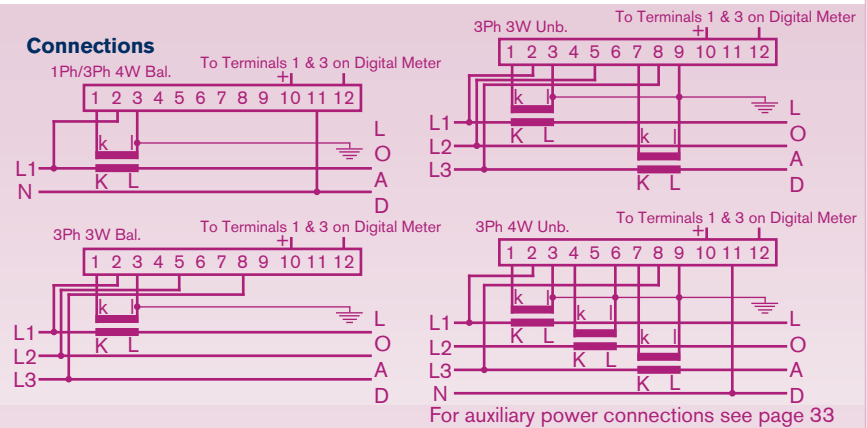 Connections
1Ph/3Ph 4W Bal.
To Terminals 1 & 3 on Digital Meter
+
1 2 3 4 5 6 7 8 9 10 11 12
k l
L1
K L
N
L
O
A
D
3Ph 3W Unb.
To Terminals 1 & 3 on Digital Meter
+
1 2 3 4 5 6 7 8 9 10 11 12
k l
L1
K L
L2
k l
L3
K L
L
O
A
D
3Ph 3W Bal.
To Terminals 1 & 3 on Digital Meter
+
1 2 3 4 5 6 7 8 9 10 11 12
k l
L1
K L
L2
L3
L
O
A
D
3Ph 4W Unb.
To Terminals 1 & 3 on Digital Meter
+
1 2 3 4 5 6 7 8 9 10 11 12
k l
L1
K L
k l
L2
K L
k l
L3
K L
N
L
O
A
D
For auxiliary power connections see page 33